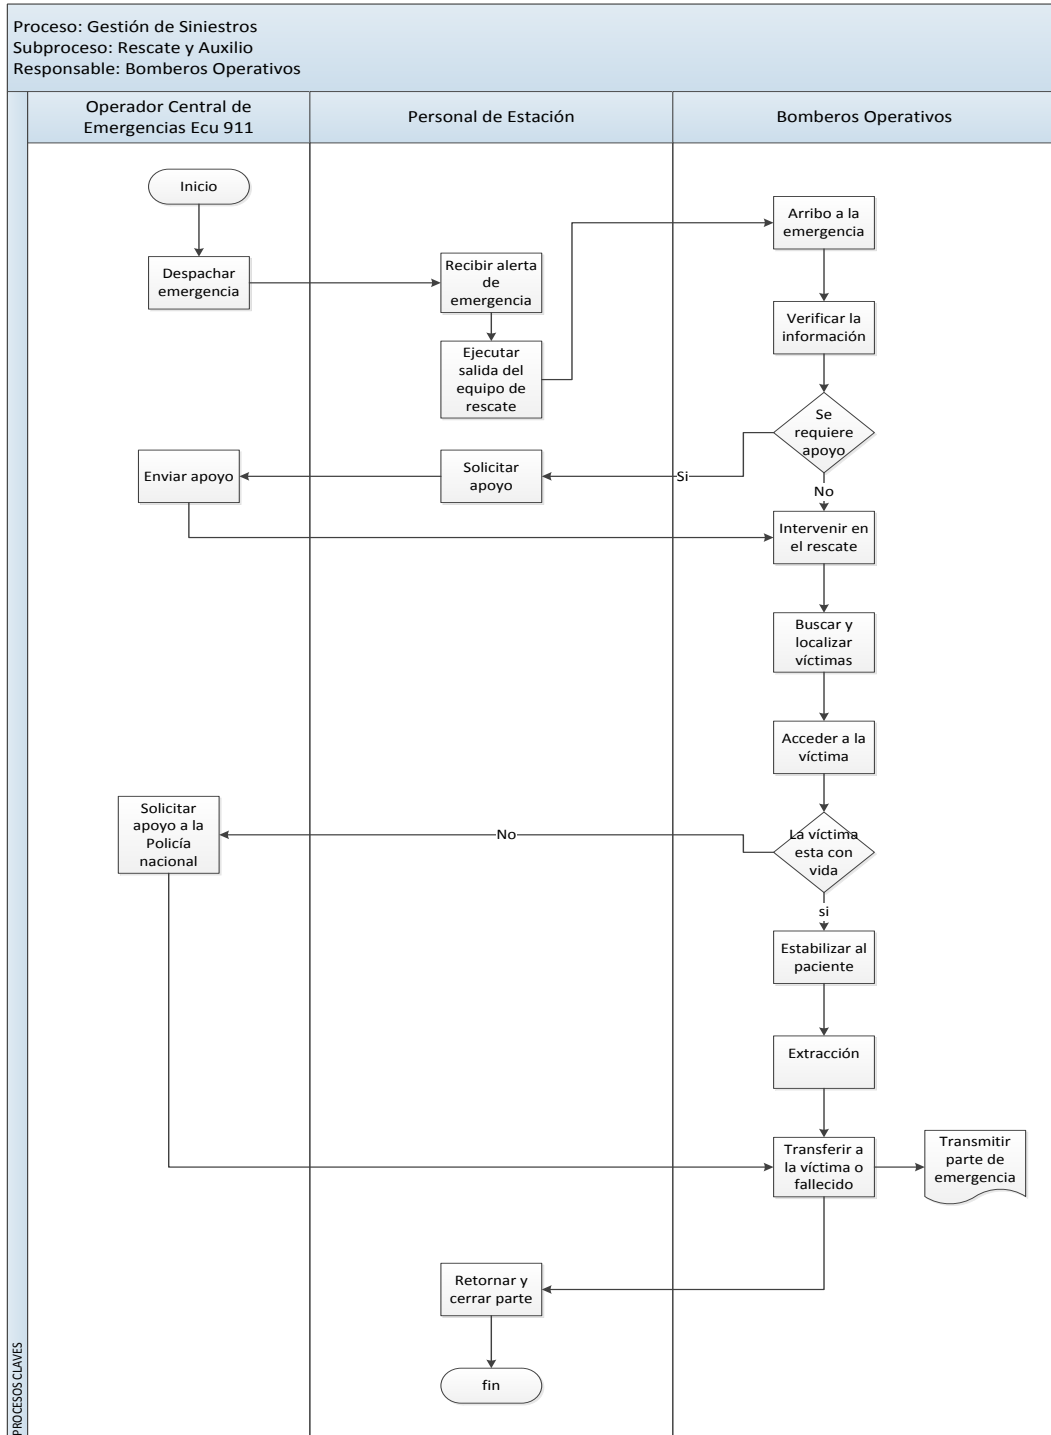 Proceso: Gestión de Siniestros
Subproceso: Rescate y Auxilio
Responsable: Bomberos Operativos
Operador Central de
Emergencias Ecu 911
Personal de Estación
Bomberos Operativos
Inicio
Despachar
emergencia
Recibir alerta
de
emergencia
Ejecutar
salida del
equipo de
rescate
Arribo a la
emergencia
Verificar la
información
Se
requiere
apoyo
Si
Solicitar
apoyo
Enviar apoyo
No
Intervenir en
el rescate
Buscar y
localizar
víctimas
Acceder a la
víctima
La víctima
esta con
vida
No
Solicitar
apoyo a la
Policía
nacional
si
Estabilizar al
paciente
Extracción
Transferir a
la víctima o
fallecido
Transmitir
parte de
emergencia
Retornar y
cerrar parte
fin
PROCESOS CLAVES